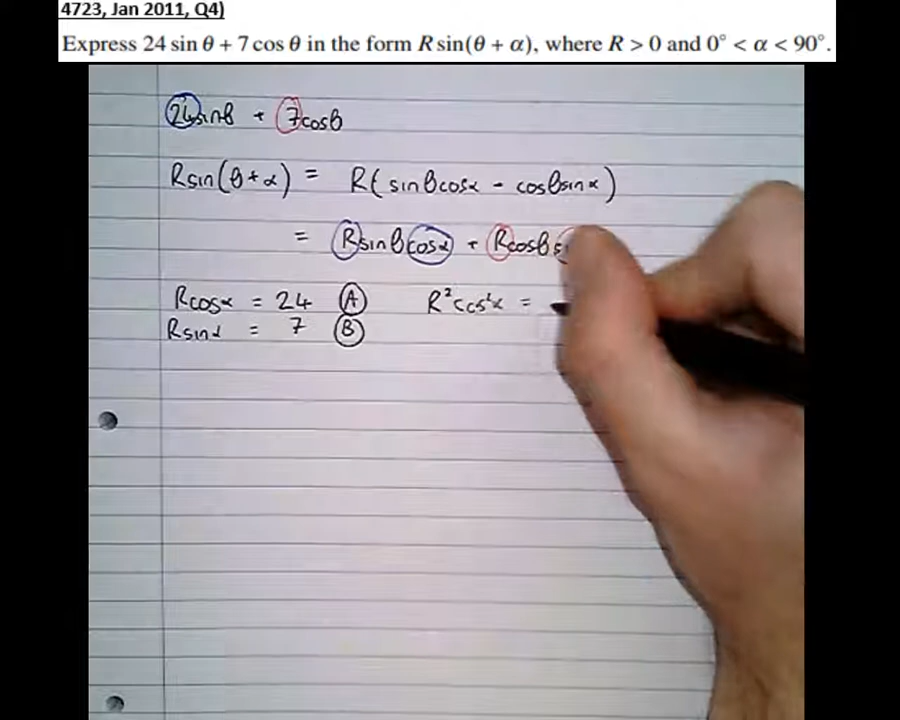 4723, Jan 2011, Q4)
Express 24 sin θ + 7 cos θ in the form R sin(θ + α), where R > 0 and 0° < α < 90°.
24sinθ + 7cosθ
Rsin(θ+α) = R(sinθcosα - cosθsinα)
= Rsinθcosα + Rcosθs
Rcosα = 24 (A) R²cos²α =
Rsinα = 7 (B)